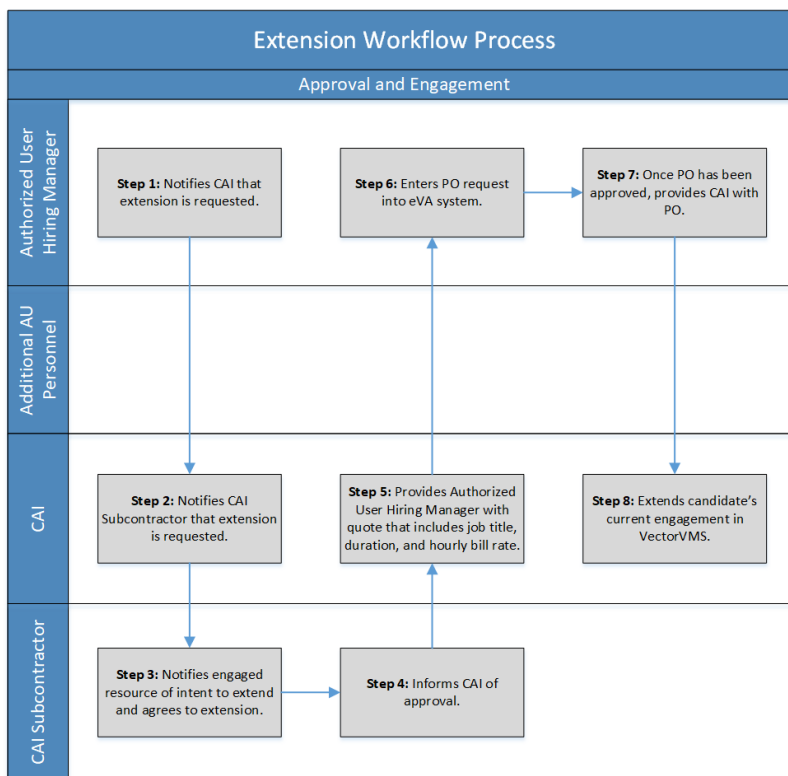 Extension Workflow Process
Approval and Engagement
Authorized User
Hiring Manager
Step 1: Notifies CAI that
extension is requested.
Step 6: Enters PO request
into eVA system.
Step 7: Once PO has been
approved, provides CAI with
PO.
Additional AU
Personnel
CAI
Step 2: Notifies CAI
Subcontractor that extension
is requested.
Step 5: Provides Authorized
User Hiring Manager with
quote that includes job title,
duration, and hourly bill rate.
Step 8: Extends candidate’s
current engagement in
VectorVMS.
CAI Subcontractor
Step 3: Notifies engaged
resource of intent to extend
and agrees to extension.
Step 4: Informs CAI of
approval.